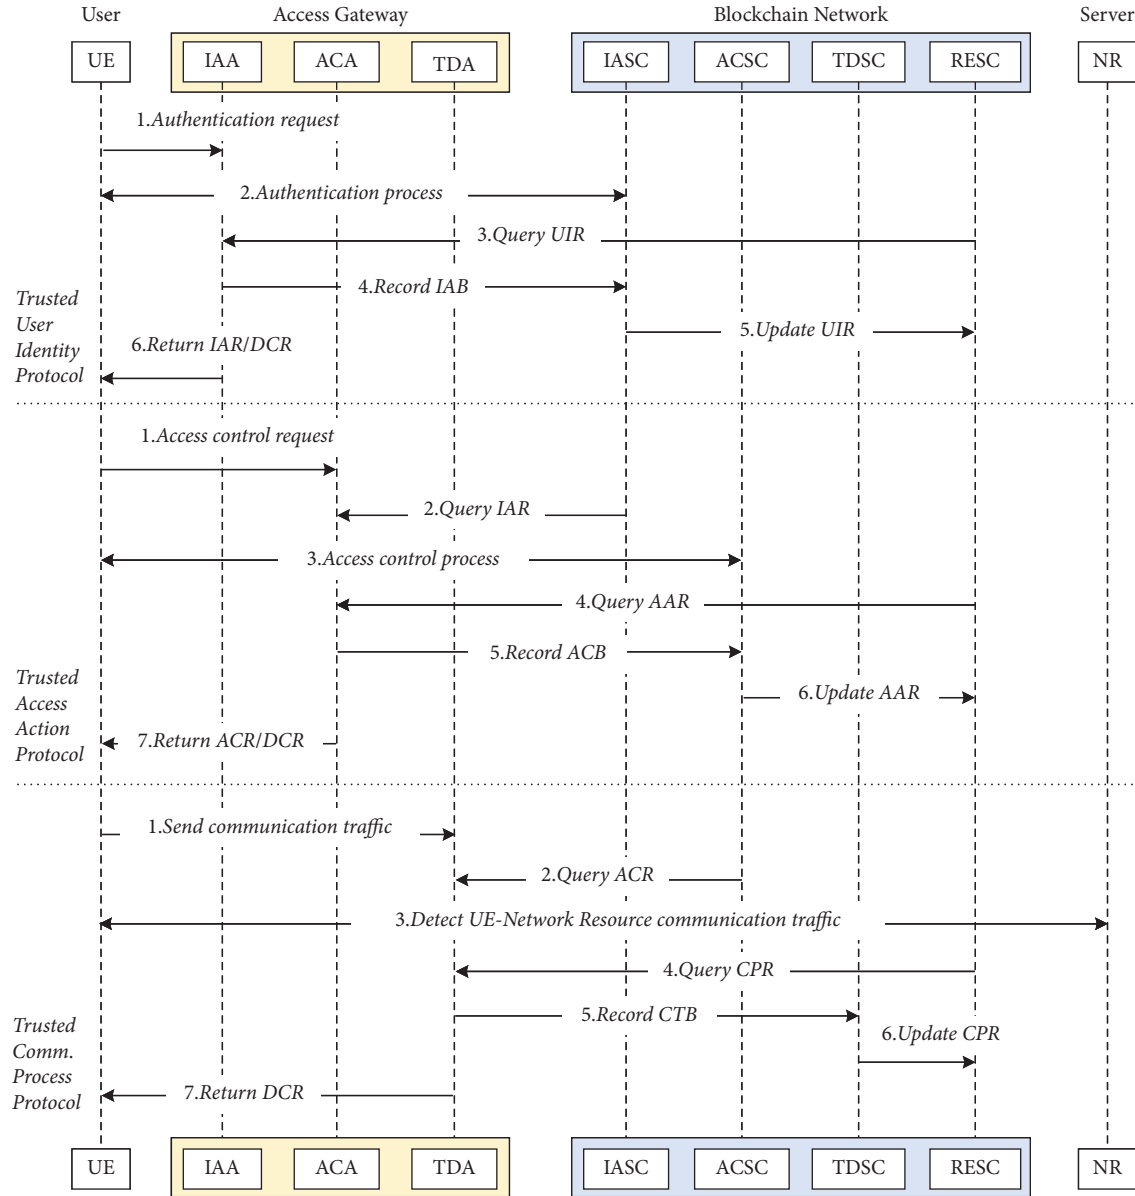 User Access Gateway Blockchain Network Server
UE IAA ACA TDA IASC ACSC TDSC RESC NR
1.Authentication request
2.Authentication process
3.Query UIR
4.Record IAB
5.Update UIR
6.Return IAR/DCR
Trusted
User
Identity
Protocol
1.Access control request
2.Query IAR
3.Access control process
4.Query AAR
5.Record ACB
6.Update AAR
7.Return ACR/DCR
Trusted
Access
Action
Protocol
1.Send communication traffic
2.Query ACR
3.Detect UE-Network Resource communication traffic
4.Query CPR
5.Record CTB
6.Update CPR
7.Return DCR
Trusted
Comm.
Process
Protocol
UE IAA ACA TDA IASC ACSC TDSC RESC NR